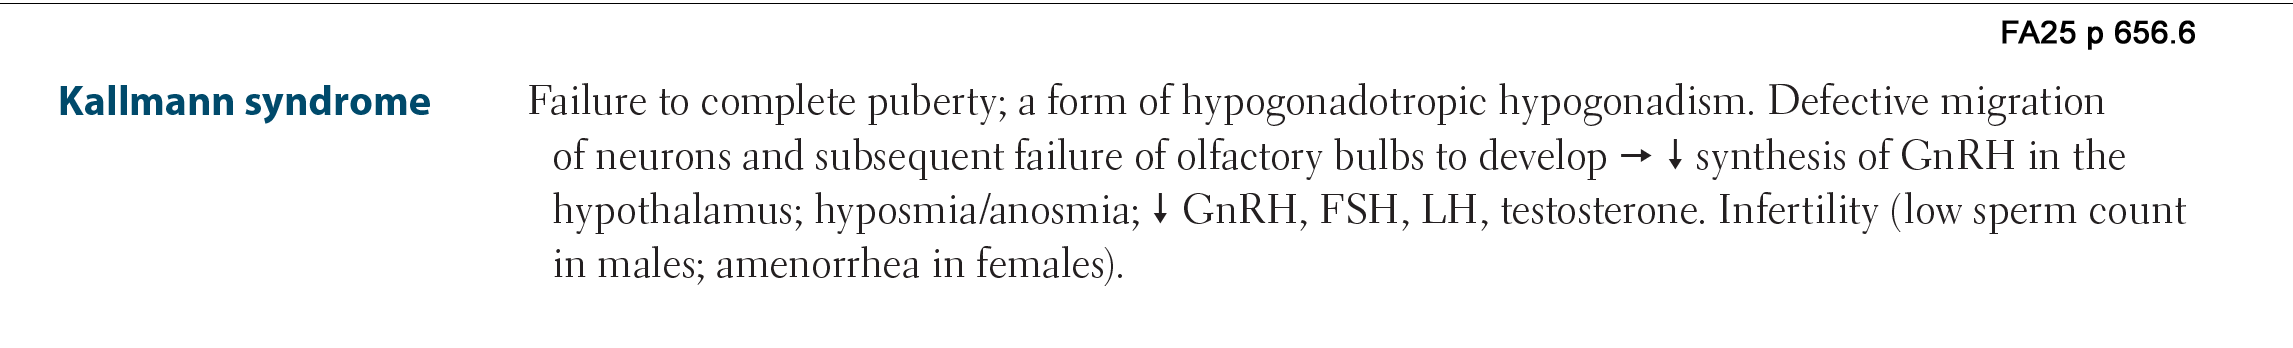 FA25 p 656.6
Kallmann syndrome Failure to complete puberty; a form of hypogonadotropic hypogonadism. Defective migration
of neurons and subsequent failure of olfactory bulbs to develop → ↓ synthesis of GnRH in the
hypothalamus; hyposmia/anosmia; ↓ GnRH, FSH, LH, testosterone. Infertility (low sperm count
in males; amenorrhea in females).